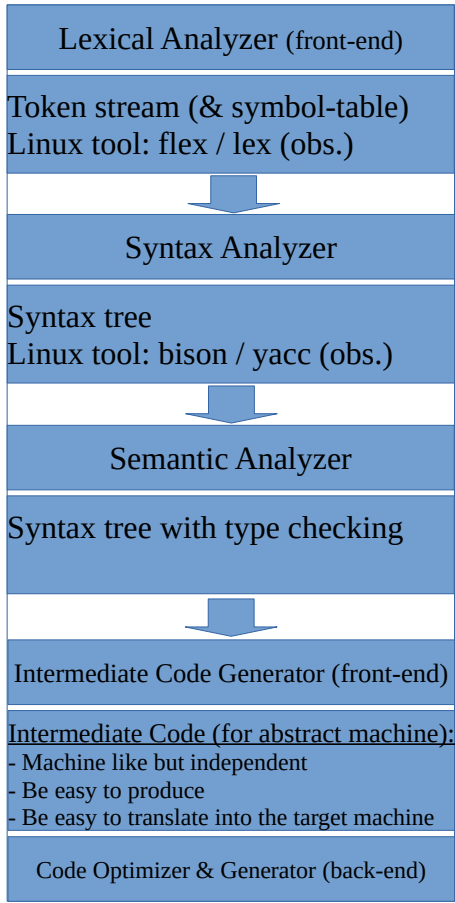 Lexical Analyzer (front-end)
Token stream (& symbol-table)
Linux tool: flex / lex (obs.)
Syntax Analyzer
Syntax tree
Linux tool: bison / yacc (obs.)
Semantic Analyzer
Syntax tree with type checking
Intermediate Code Generator (front-end)
Intermediate Code (for abstract machine):
- Machine like but independent
- Be easy to produce
- Be easy to translate into the target machine
Code Optimizer & Generator (back-end)